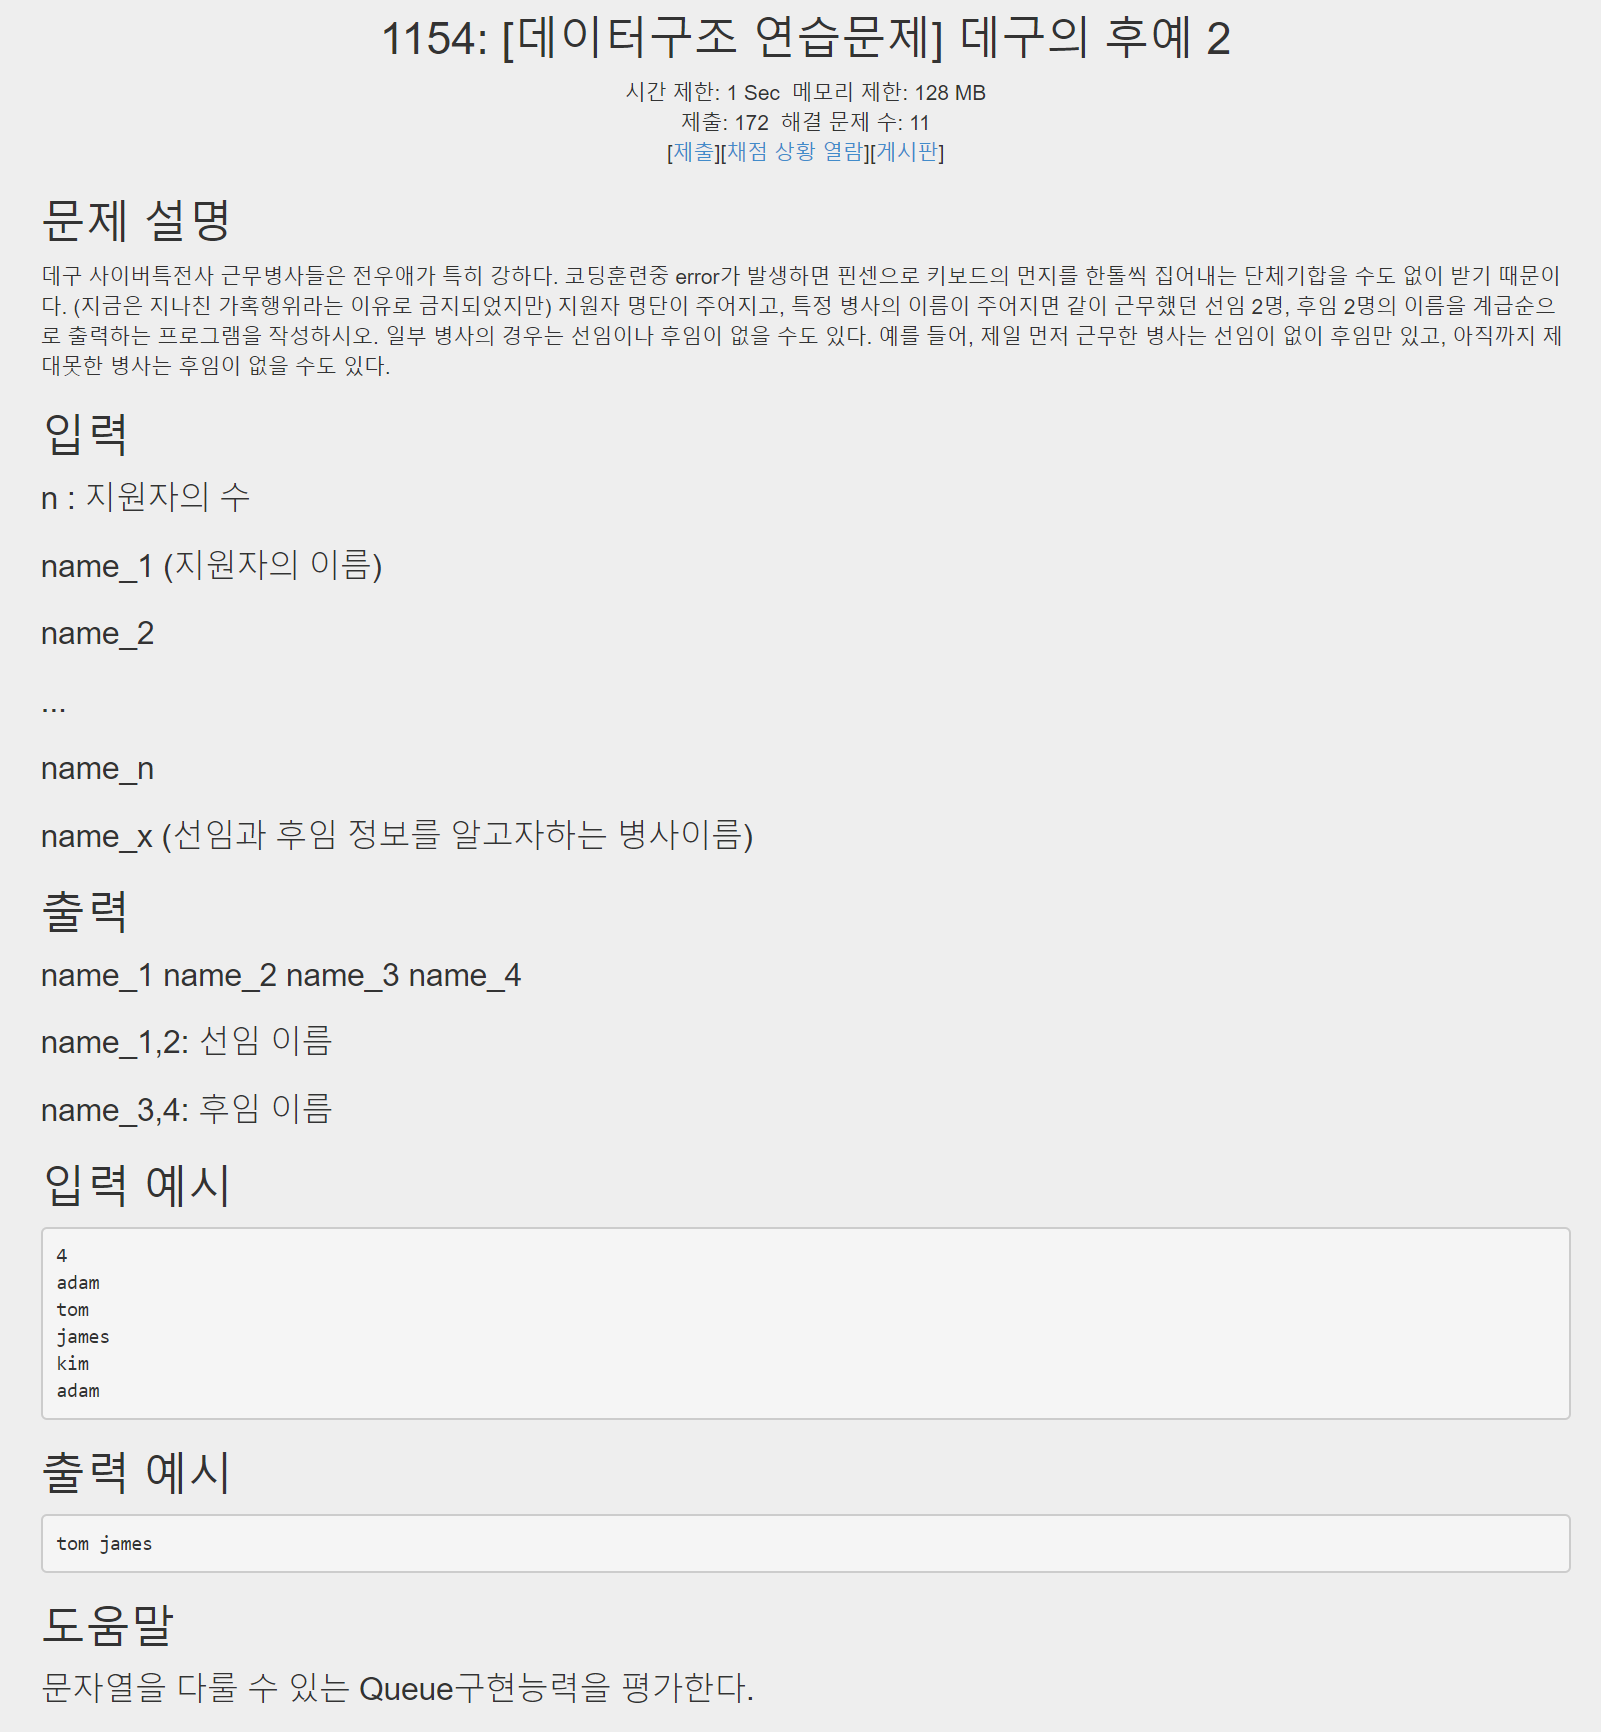 1154: [데이터구조 연습문제] 데구의 후예 2
시간 제한: 1 Sec  메모리 제한: 128 MB
제출: 172  해결 문제 수: 11
[제출][채점 상황 열람][게시판]
문제 설명
데구 사이버특전사 근무병사들은 전우애가 특히 강하다. 코딩훈련중 error가 발생하면 핀센으로 키보드의 먼지를 한톨씩 집어내는 단체기합을 수도 없이 받기 때문이
다. (지금은 지나친 가혹행위라는 이유로 금지되었지만) 지원자 명단이 주어지고, 특정 병사의 이름이 주어지면 같이 근무했던 선임 2명, 후임 2명의 이름을 계급순으
로 출력하는 프로그램을 작성하시오. 일부 병사의 경우는 선임이나 후임이 없을 수도 있다. 예를 들어, 제일 먼저 근무한 병사는 선임이 없이 후임만 있고, 아직까지 제
대못한 병사는 후임이 없을 수도 있다.
입력
n : 지원자의 수
name_1 (지원자의 이름)
name_2
...
name_n
name_x (선임과 후임 정보를 알고자하는 병사이름)
출력
name_1 name_2 name_3 name_4
name_1,2: 선임 이름
name_3,4: 후임 이름
입력 예시
4
adam
tom
james
kim
adam
출력 예시
tom james
도움말
문자열을 다룰 수 있는 Queue구현능력을 평가한다.